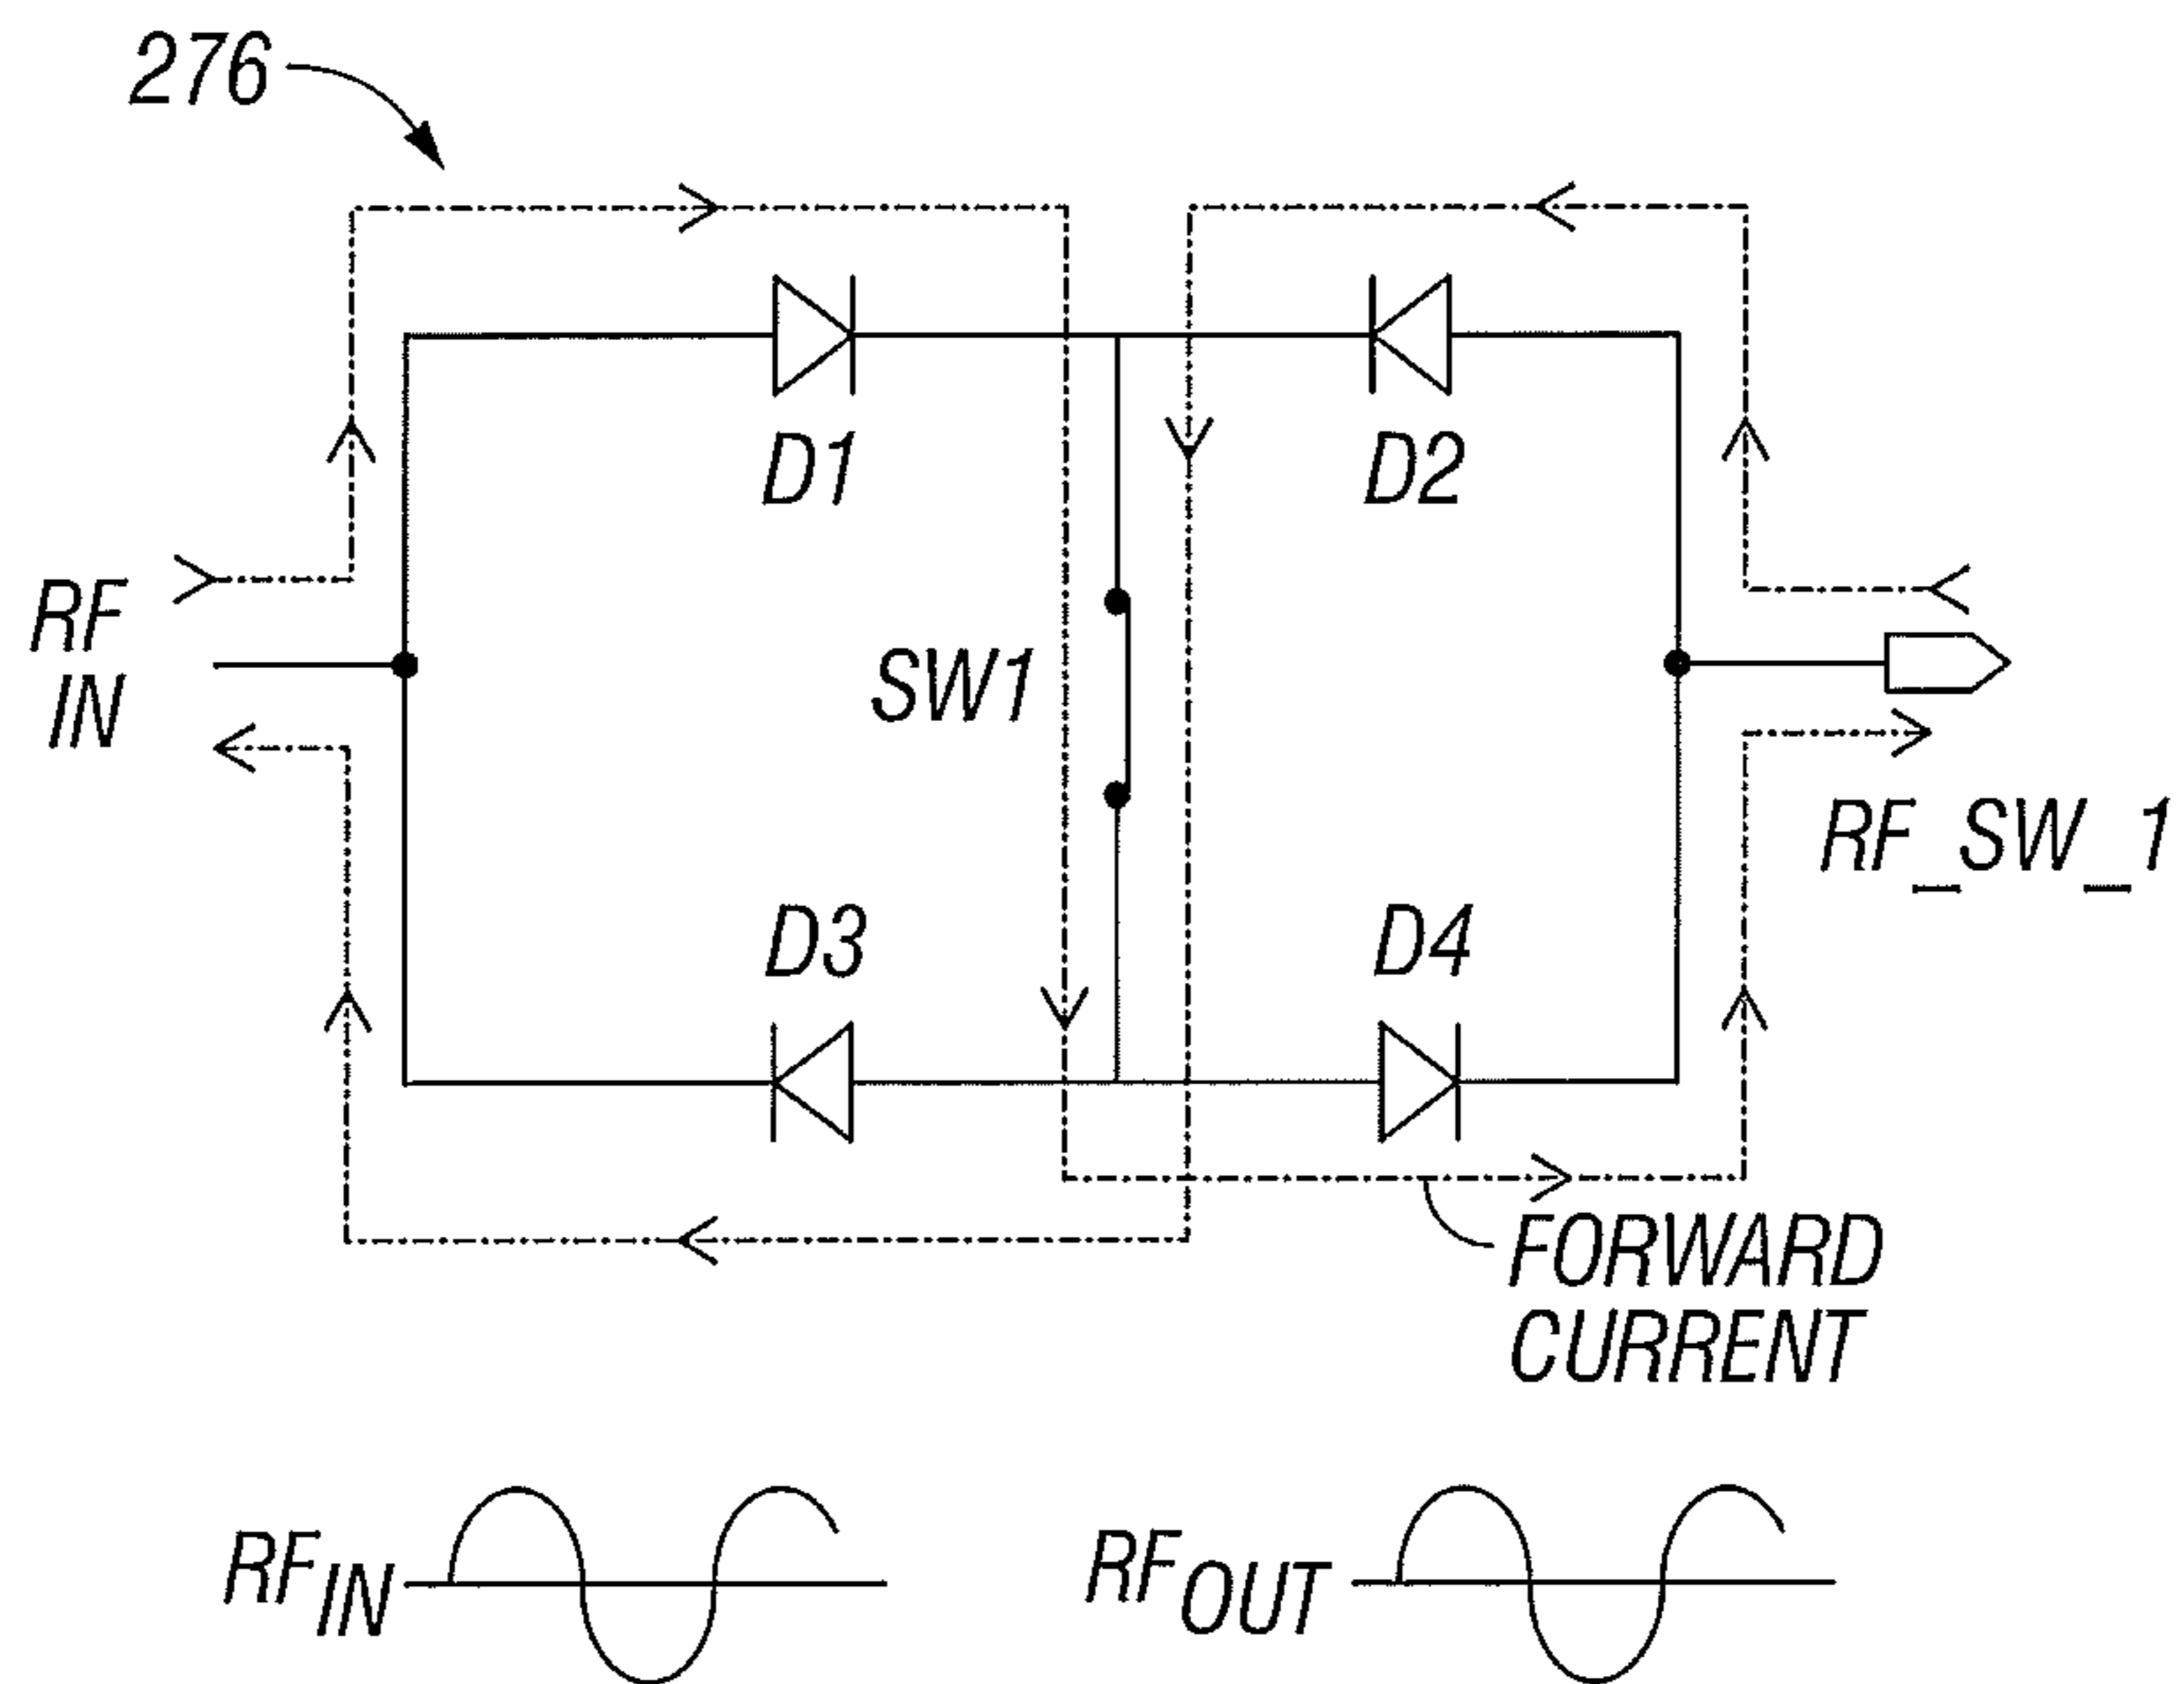 276
D1
D2
RF
IN
SW1
RF_SW_1
D3
D4
FORWARD
CURRENT
RFIN
RFOUT